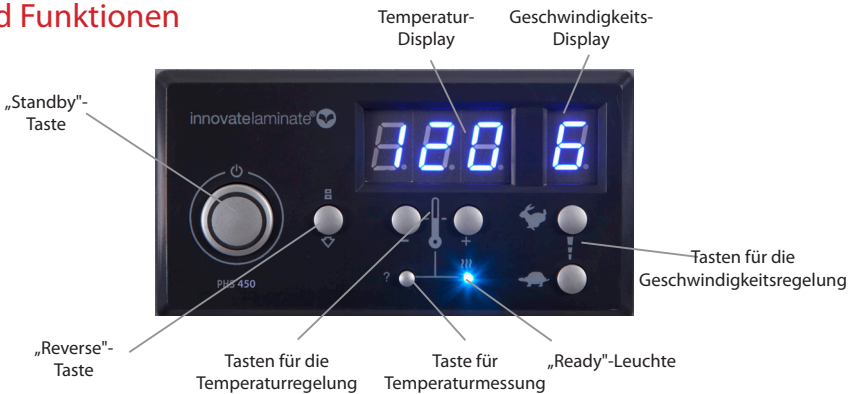 d Funktionen
Temperatur-
Display
Geschwindigkeits-
Display
„Standby"-
Taste
innovatelaminate®
120 6
- +
?
PHS 450
Tasten für die
Geschwindigkeitsregelung
„Reverse"-
Taste
Tasten für die
Temperaturregelung
Taste für
Temperaturmessung
„Ready"-Leuchte